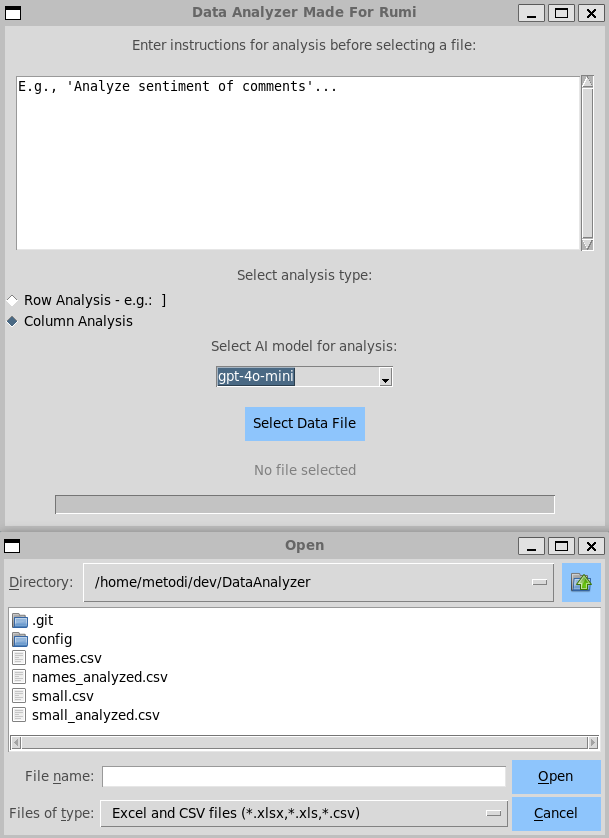 Data Analyzer Made For Rumi
Enter instructions for analysis before selecting a file:
E.g., 'Analyze sentiment of comments'...
Select analysis type:
Row Analysis - e.g.:  ]
Column Analysis
Select AI model for analysis:
gpt-4o-mini
Select Data File
No file selected
Open
Directory: /home/metodi/dev/DataAnalyzer
.git
config
names.csv
names_analyzed.csv
small.csv
small_analyzed.csv
File name: Open
Files of type: Excel and CSV files (*.xlsx,*.xls,*.csv) Cancel